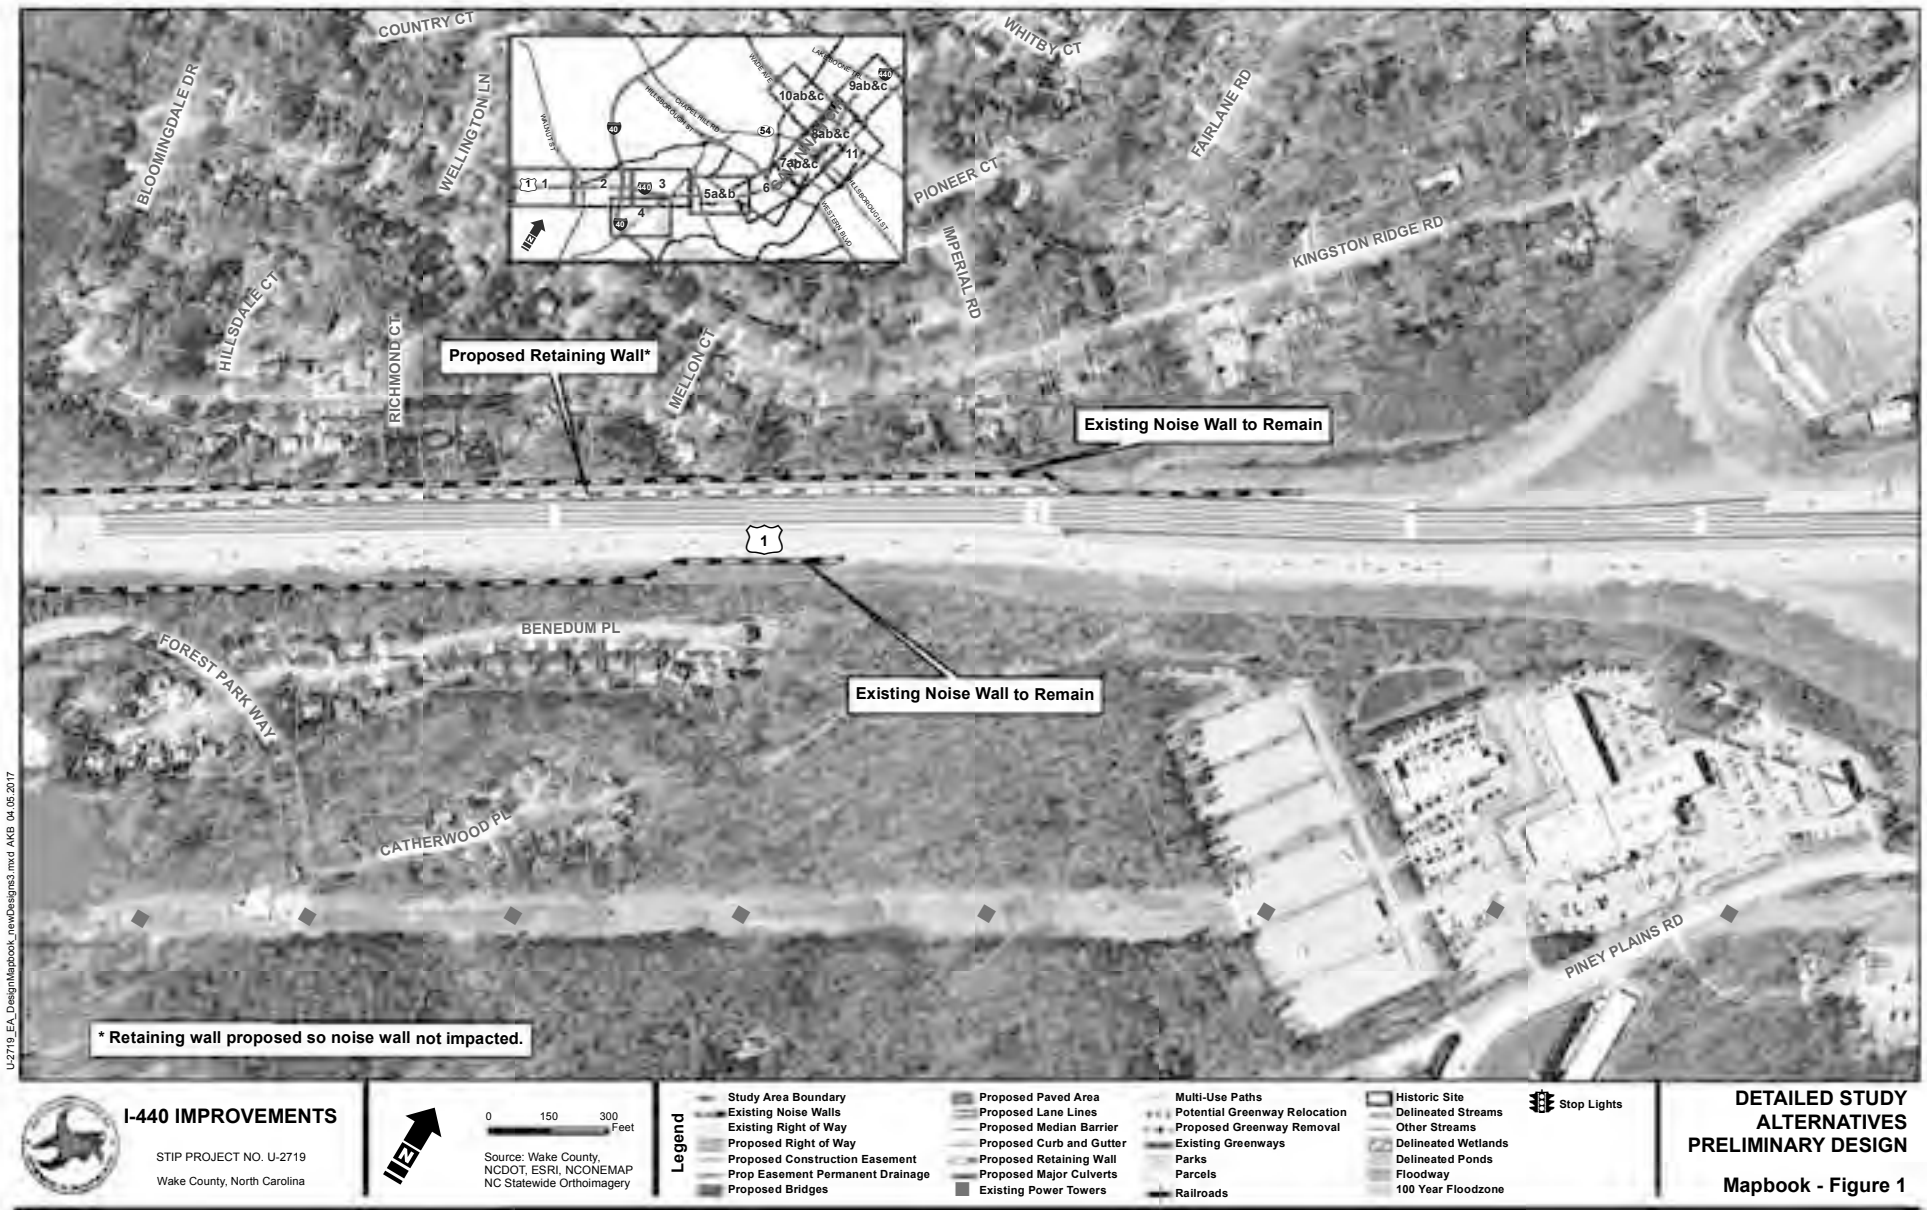 COUNTRY CT
WHITBY CT
BLOOMINGDALE DR
WELLINGTON LN
FAIRLANE RD
PIONEER CT
IMPERIAL RD
KINGSTON RIDGE RD
HILLSDALE CT
RICHMOND CT
MELLON CT
WALNUT ST
WADE AVE
LAKE BOONE TRL
HILLSBOROUGH ST
CHAPEL HILL RD
HILLSBOROUGH ST
WESTERN BLVD
40
54
440
10ab&c
9ab&c
8ab&c
7ab&c
11
1
1
2
440
3
4
40
5a&b
6
N
Proposed Retaining Wall*
Existing Noise Wall to Remain
1
Existing Noise Wall to Remain
BENEDUM PL
FOREST PARK WAY
CATHERWOOD PL
PINEY PLAINS RD
* Retaining wall proposed so noise wall not impacted.
U-2719_EA_DesignMapbook_newDesigns3.mxd AKB 04.05.2017
I-440 IMPROVEMENTS
STIP PROJECT NO. U-2719
Wake County, North Carolina
N
0 150 300
Feet
Source: Wake County,
NCDOT, ESRI, NCONEMAP
NC Statewide Orthoimagery
Legend
Study Area Boundary
Existing Noise Walls
Existing Right of Way
Proposed Right of Way
Proposed Construction Easement
Prop Easement Permanent Drainage
Proposed Bridges
Proposed Paved Area
Proposed Lane Lines
Proposed Median Barrier
Proposed Curb and Gutter
Proposed Retaining Wall
Proposed Major Culverts
Existing Power Towers
Multi-Use Paths
Potential Greenway Relocation
Proposed Greenway Removal
Existing Greenways
Parks
Parcels
Railroads
Historic Site
Delineated Streams
Other Streams
Delineated Wetlands
Delineated Ponds
Floodway
100 Year Floodzone
Stop Lights
DETAILED STUDY
ALTERNATIVES
PRELIMINARY DESIGN
Mapbook - Figure 1